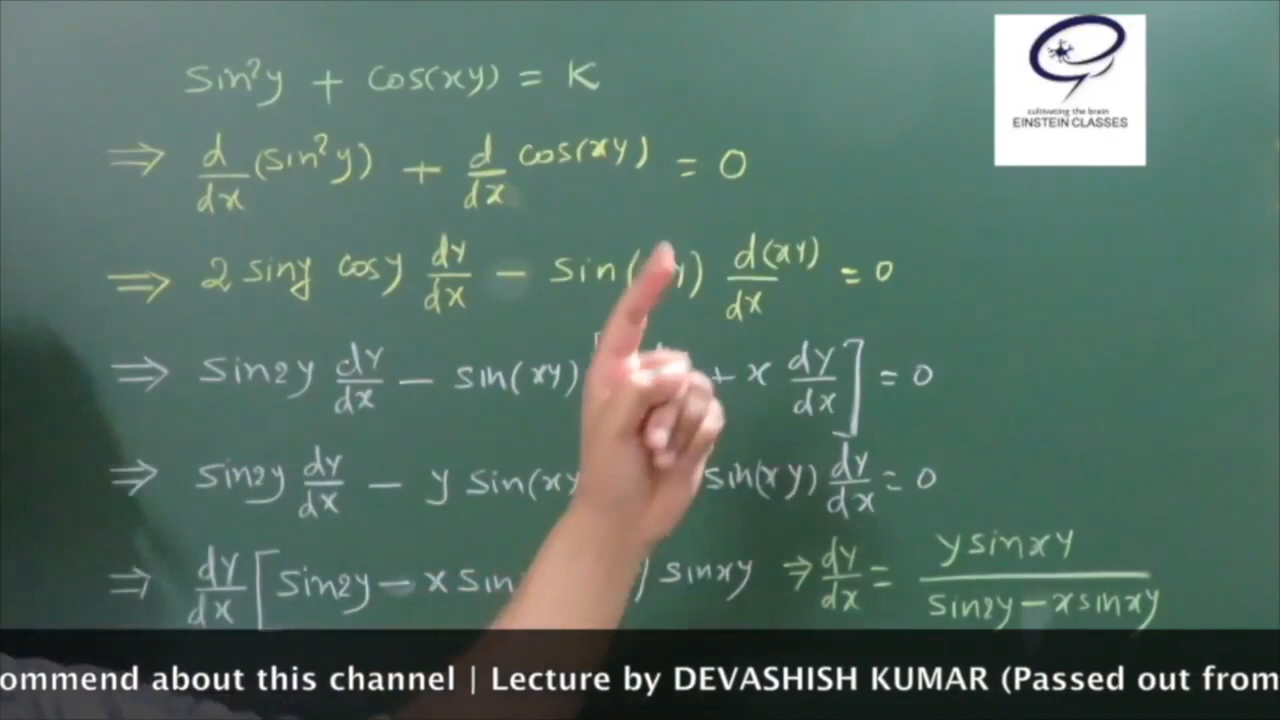 sin²y + cos(xy) = K
cultivating the brain
EINSTEIN CLASSES
⇒ d/dx (sin²y) + d/dx cos(xy) = 0
⇒ 2 siny cosy dy/dx − sin( y) d(xy)/dx = 0
⇒ sin2y dy/dx − sin(xy) + x dy/dx ] = 0
⇒ sin2y dy/dx − y sin(xy sin(xy) dy/dx = 0
⇒ dy/dx [ sin2y − x sin y sinxy ⇒ dy/dx = y sinxy / sin2y − x sinxy
ommend about this channel | Lecture by DEVASHISH KUMAR (Passed out from